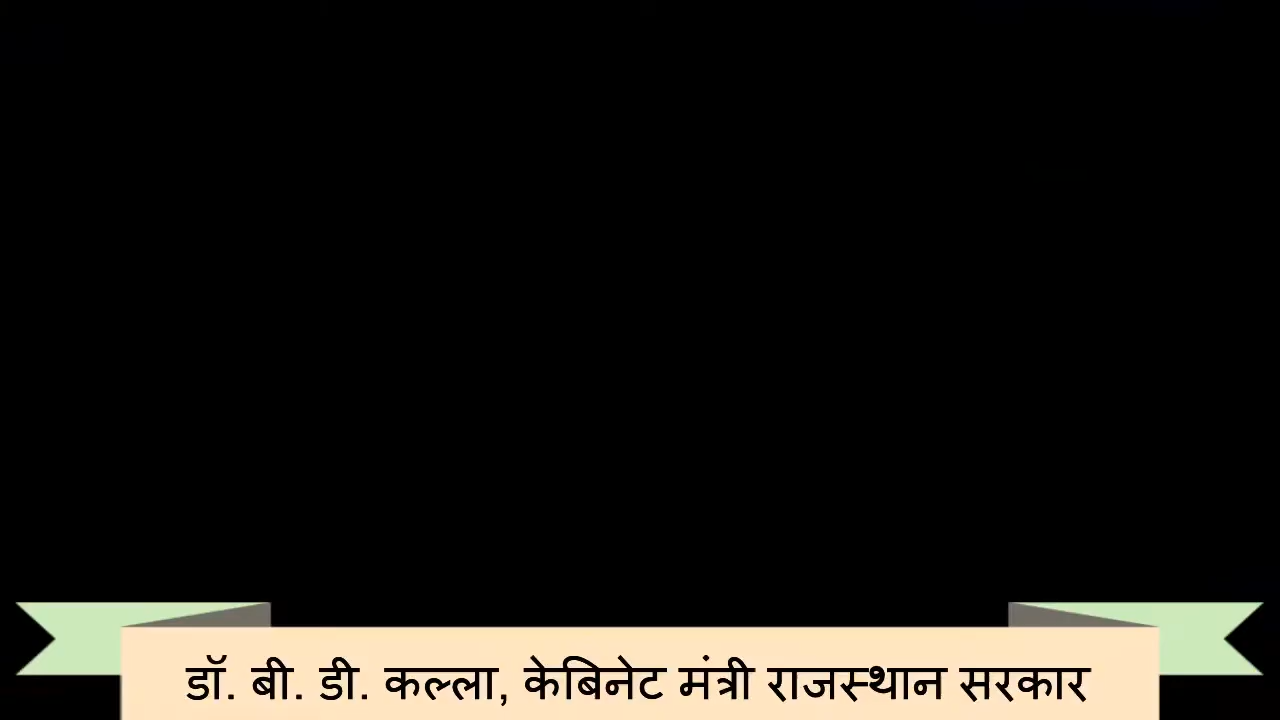 डॉ. बी. डी. कल्ला, केबिनेट मंत्री राजस्थान सरकार